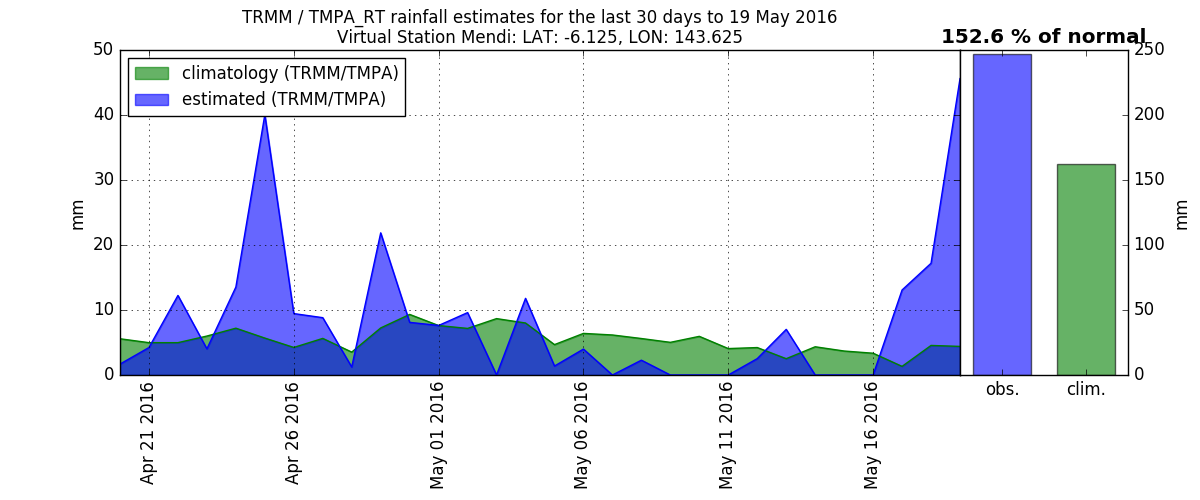 TRMM / TMPA_RT rainfall estimates for the last 30 days to 19 May 2016
Virtual Station Mendi: LAT: -6.125, LON: 143.625
152.6 % of normal
climatology (TRMM/TMPA)
estimated (TRMM/TMPA)
50
40
30
20
10
0
mm
Apr 21 2016
Apr 26 2016
May 01 2016
May 06 2016
May 11 2016
May 16 2016
obs.
clim.
250
200
150
100
50
0
mm